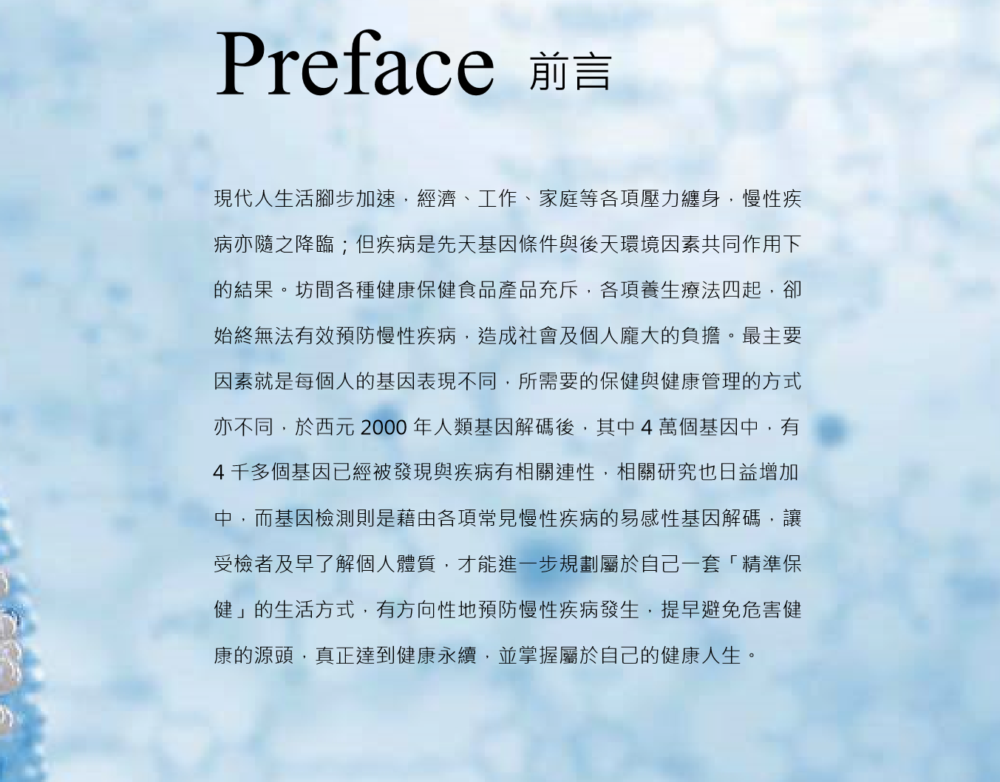 Preface 前言
現代人生活腳步加速，經濟、工作、家庭等各項壓力纏身，慢性疾
病亦隨之降臨；但疾病是先天基因條件與後天環境因素共同作用下
的結果。坊間各種健康保健食品產品充斥，各項養生療法四起，卻
始終無法有效預防慢性疾病，造成社會及個人龐大的負擔。最主要
因素就是每個人的基因表現不同，所需要的保健與健康管理的方式
亦不同，於西元 2000 年人類基因解碼後，其中 4 萬個基因中，有
4 千多個基因已經被發現與疾病有相關連性，相關研究也日益增加
中，而基因檢測則是藉由各項常見慢性疾病的易感性基因解碼，讓
受檢者及早了解個人體質，才能進一步規劃屬於自己一套「精準保
健」的生活方式，有方向性地預防慢性疾病發生，提早避免危害健
康的源頭，真正達到健康永續，並掌握屬於自己的健康人生。